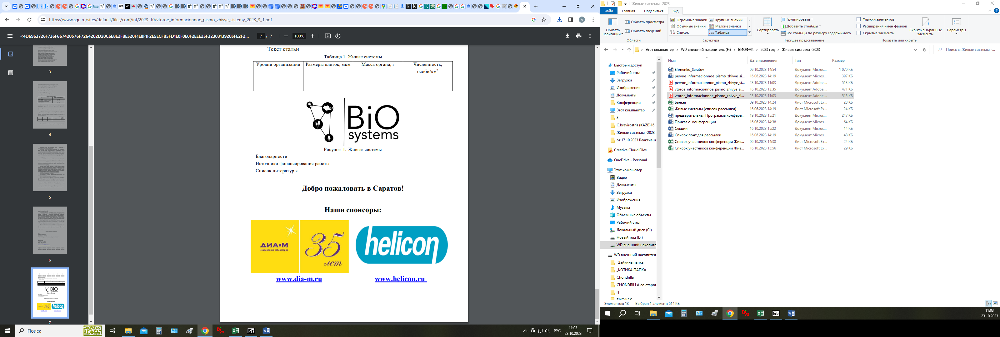 https://www.sgu.ru/sites/default/files/conf/inf/2023-10/vtoroe_informacionnoe_pismo_zhivye_sistemy_2023_3_1.pdf
7 / 7
100%
3
4
5
6
7
Текст статьи
Таблица 1. Живые системы
Уровни организации Размеры клеток, мкм Масса органа, г Численность, особи/км²
BiO
systems
Рисунок 1. Живые системы
Благодарности
Источники финансирования работы
Список литературы
Добро пожаловать в Саратов!
Наши спонсоры:
ДИА•М
современная лаборатория
35
лет
helicon
www.dia-m.ru
www.helicon.ru
Поиск
РУС
11:03
23.10.2023
Живые системы -2023
Файл Главная Поделиться Вид
Область навигации
Область просмотра
Область сведений
Области
Огромные значки Крупные значки
Обычные значки Мелкие значки
Список Таблица
Структура
Сортировать
Группировать
Добавить столбцы
Все столбцы по размеру содержимого
Текущее представление
Флажки элементов
Расширения имен файлов
Скрытые элементы
Скрыть выбранные элементы
Показать или скрыть
Параметры
Этот компьютер WD внешний накопитель (F:) БИОФАК 2023 год Живые системы -2023
Поиск в: Живые системы -...
Быстрый доступ
Рабочий стол
Загрузки
Изображения
Документы
Конференции
Этот компьютер
3
C.brevirostris (KAZB)16.
Живые системы -2023
от 17.10.2023 Реактивш
Creative Cloud Files
OneDrive - Personal
Этот компьютер
Видео
Документы
Загрузки
Изображения
Музыка
Объемные объекты
Рабочий стол
Локальный диск (C:)
Новый том (D:)
WD внешний накопите
WD внешний накопител
_Зайкина папка
_КОТИКА ПАПКА
Chondrilla
CHONDRILLA со старог
IT
БИОФАК
Имя Дата изменения Тип Размер
Efimenko_Saratov 09.10.2023 14:54 Документ Micros... 1 070 КБ
pervoe_informacionnoe_pismo_zhivye_si... 16.06.2023 14:19 Документ Micros... 397 КБ
pervoe_informacionnoe_pismo_zhivye_si... 23.10.2023 11:03 Документ Adobe ... 513 КБ
vtoroe_informacionnoe_pismo_zhivye_si... 16.10.2023 13:35 Документ Adobe ... 471 КБ
vtoroe_informacionnoe_pismo_zhivye_si... 23.10.2023 11:03 Документ Adobe ... 515 КБ
Банкет 09.10.2023 14:24 Лист Microsoft Ex... 28 КБ
Живые системы (список рассылки) 16.06.2023 14:19 Лист Microsoft Ex... 24 КБ
предварительная Программа конфере... 19.10.2023 15:21 Документ Micros... 247 КБ
Приказ о конференции 16.06.2023 14:38 Документ Micros... 64 КБ
Секции 16.10.2023 15:22 Документ Micros... 14 КБ
Список почт для рассылки 16.06.2023 14:19 Документ Micros... 48 КБ
Список участников конференции Жив... 09.10.2023 14:38 Лист Microsoft Ex... 24 КБ
Список участников конференции Жив... 16.10.2023 15:56 Лист Microsoft Ex... 29 КБ
Элементов: 13 Выбран 1 элемент: 514 КБ
11:03
23.10.2023